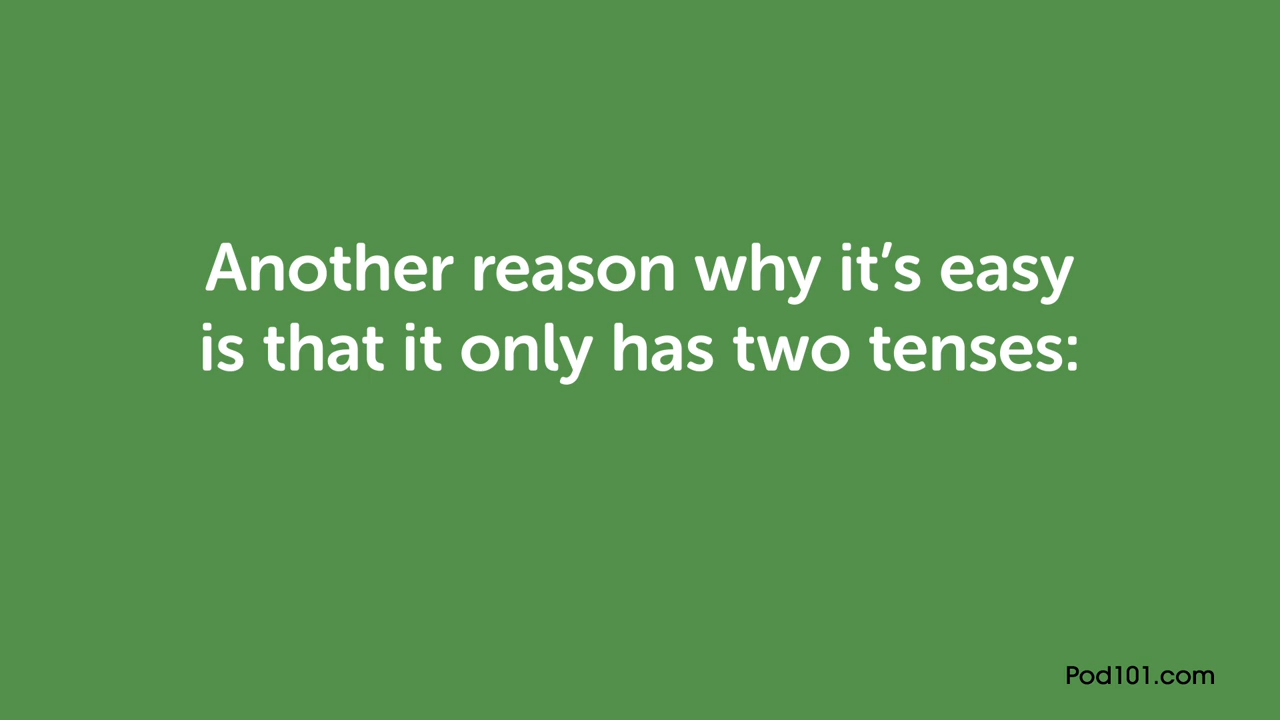 Another reason why it’s easy
is that it only has two tenses:
Pod101.com